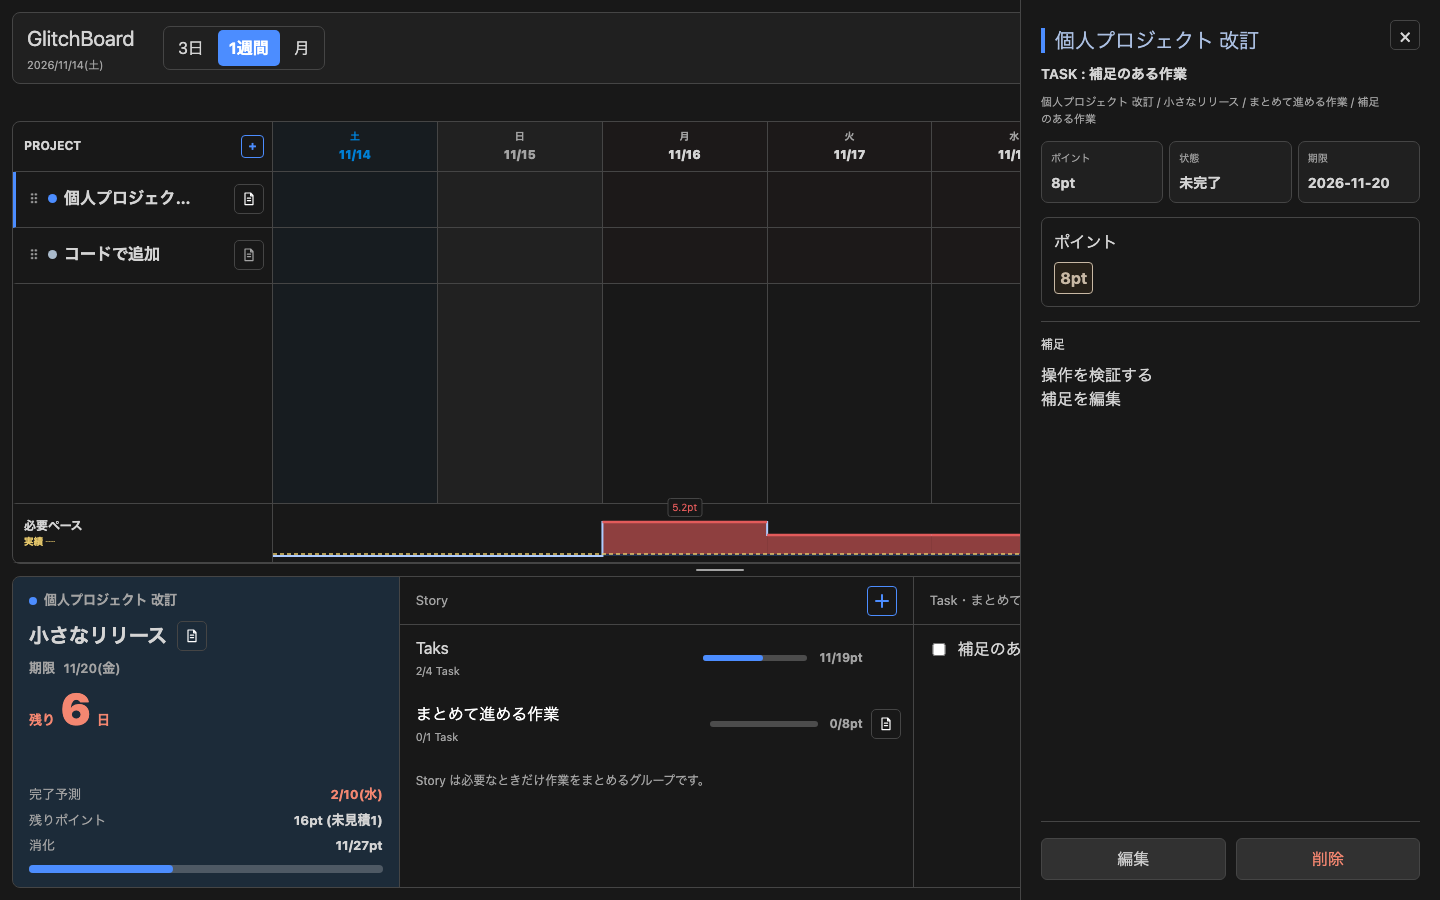 GlitchBoard
2026/11/14(土)
3日
1週間
月
PROJECT
+
土
11/14
日
11/15
月
11/16
火
11/17
水
11/1
個人プロジェク...
コードで追加
必要ペース
実績 —
5.2pt
個人プロジェクト 改訂
小さなリリース
期限 11/20(金)
残り 6 日
完了予測 2/10(水)
残りポイント 16pt (未見積1)
消化 11/27pt
Story
+
Taks
2/4 Task
11/19pt
まとめて進める作業
0/1 Task
0/8pt
Story は必要なときだけ作業をまとめるグループです。
Task・まとめて
補足のあ
個人プロジェクト 改訂
×
TASK : 補足のある作業
個人プロジェクト 改訂 / 小さなリリース / まとめて進める作業 / 補足
のある作業
ポイント
8pt
状態
未完了
期限
2026-11-20
ポイント
8pt
補足
操作を検証する
補足を編集
編集
削除